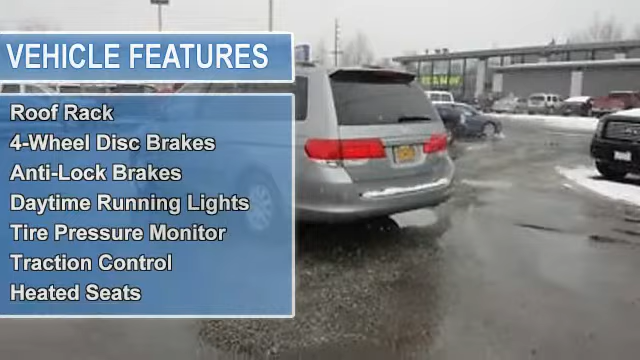 VEHICLE FEATURES
Roof Rack
4-Wheel Disc Brakes
Anti-Lock Brakes
Daytime Running Lights
Tire Pressure Monitor
Traction Control
Heated Seats